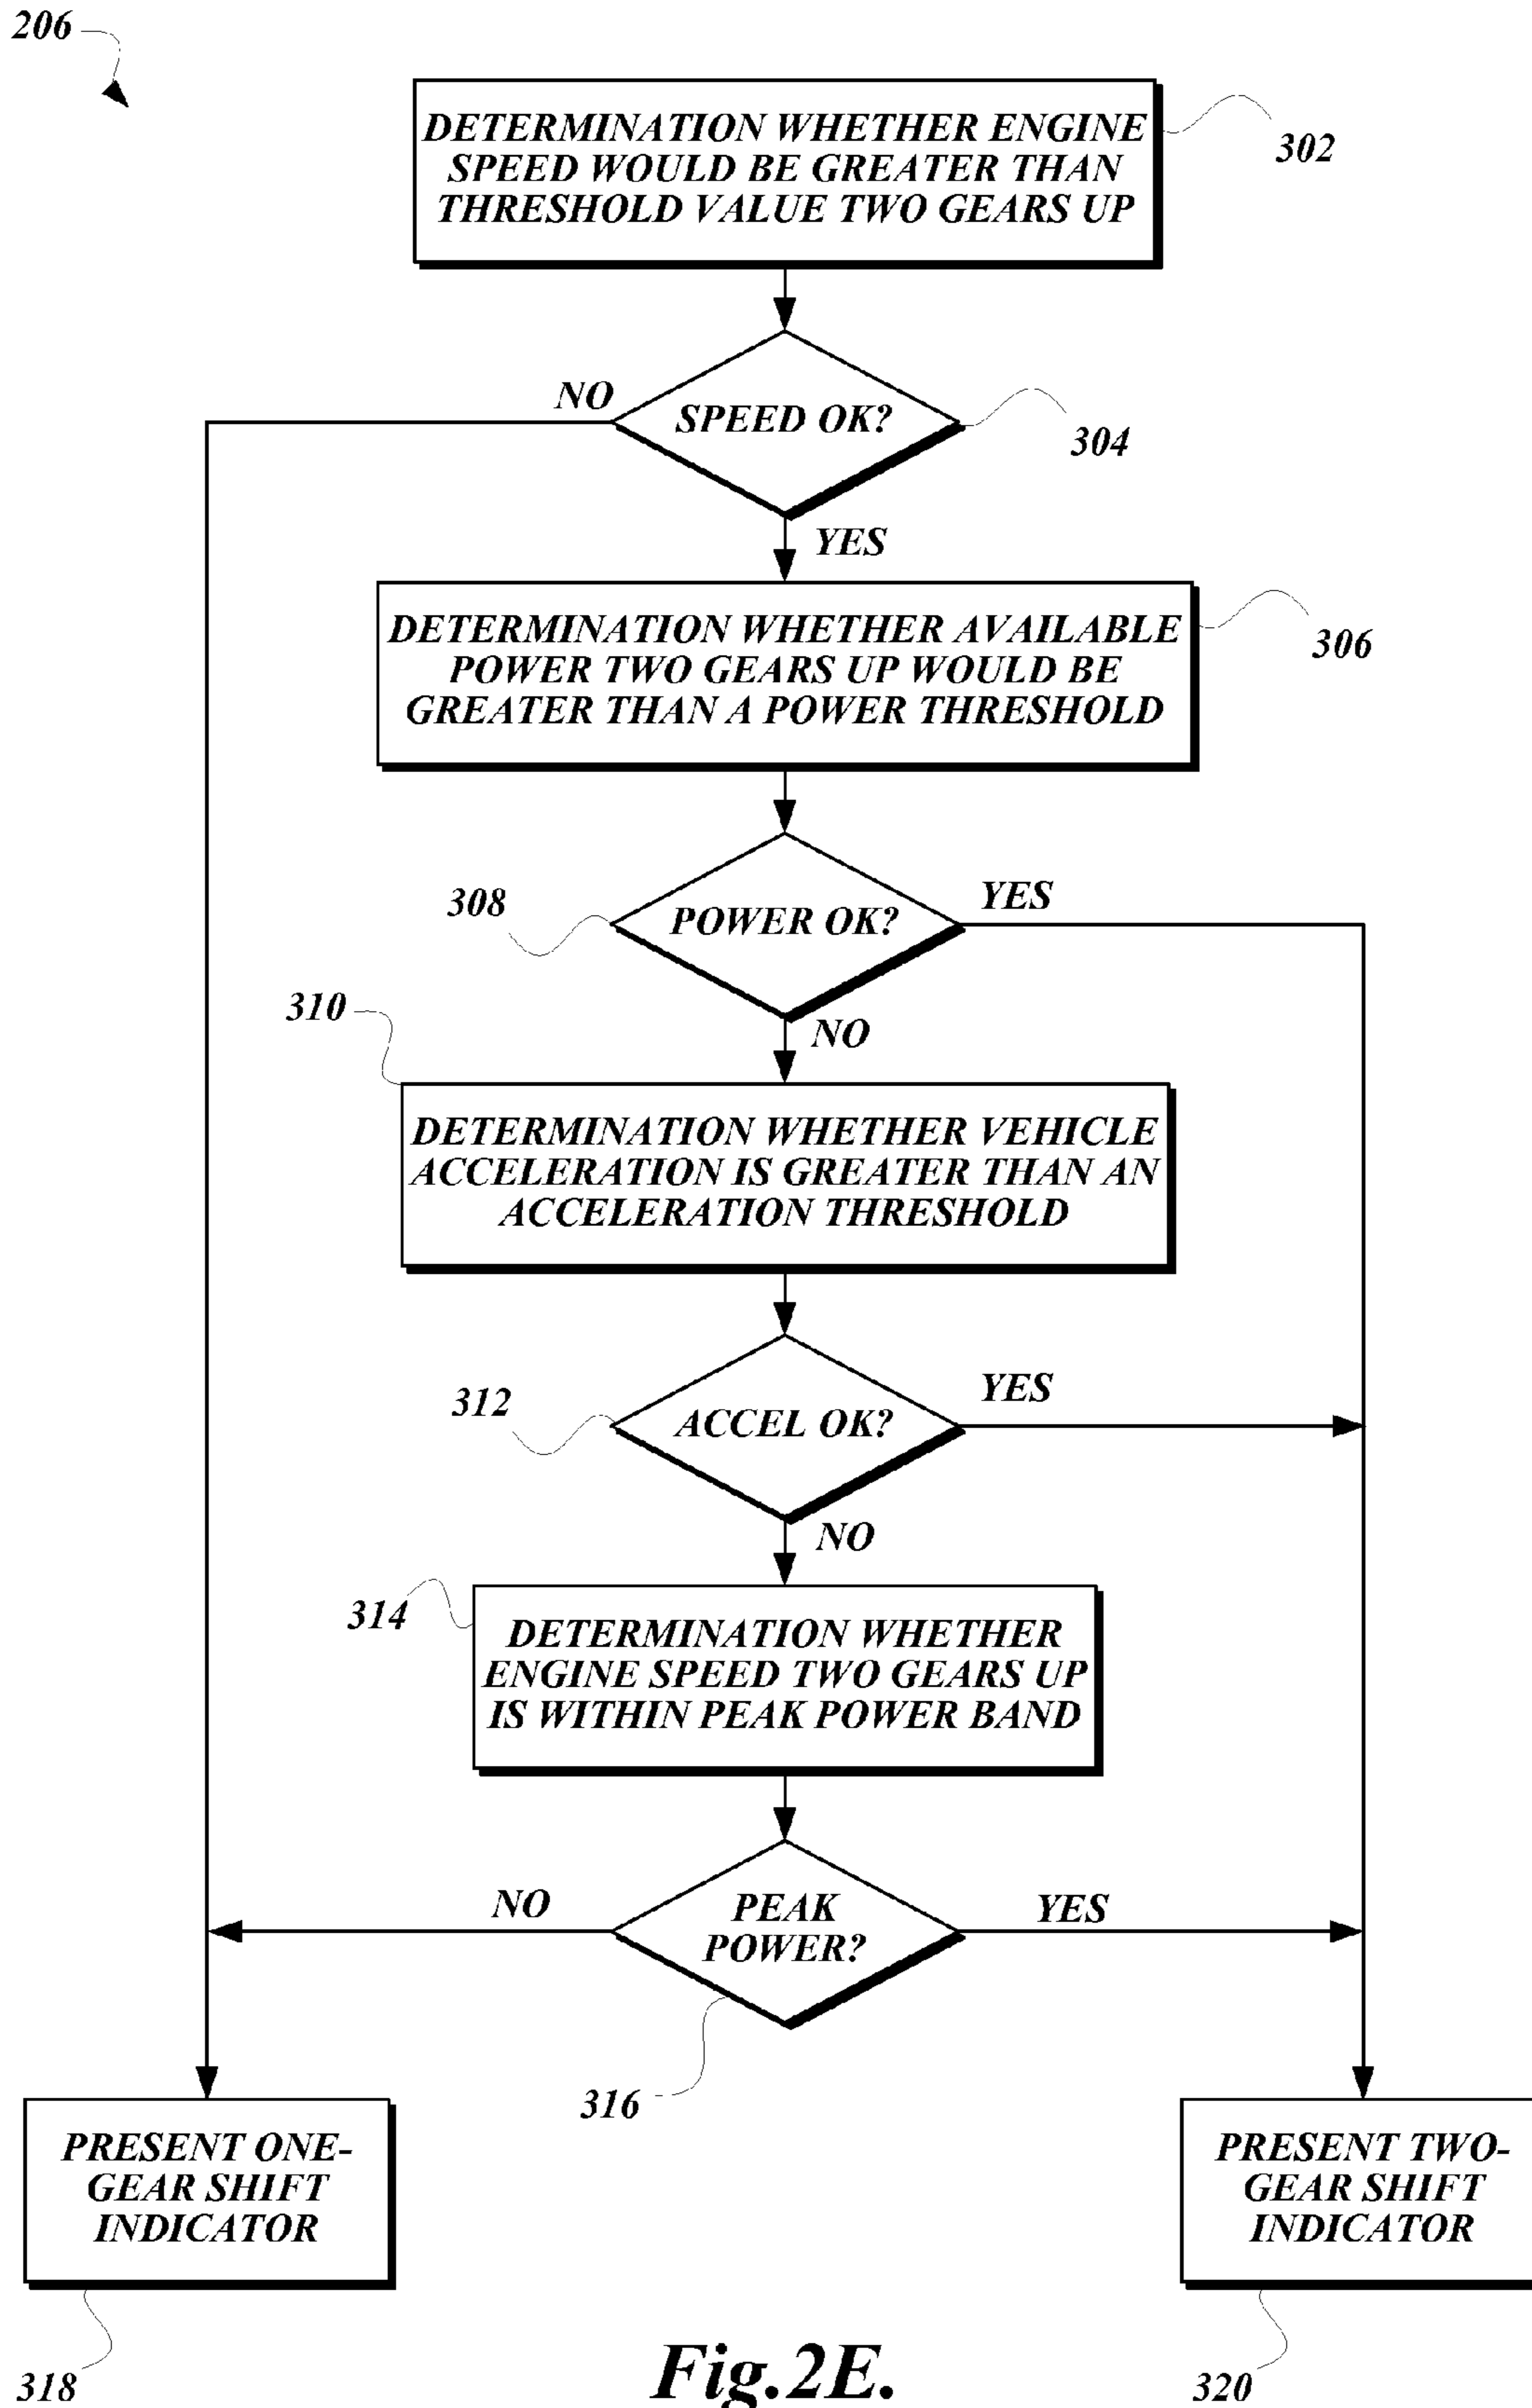 206
DETERMINATION WHETHER ENGINE
SPEED WOULD BE GREATER THAN
THRESHOLD VALUE TWO GEARS UP
302
NO
SPEED OK?
304
YES
DETERMINATION WHETHER AVAILABLE
POWER TWO GEARS UP WOULD BE
GREATER THAN A POWER THRESHOLD
306
308
POWER OK?
YES
310
NO
DETERMINATION WHETHER VEHICLE
ACCELERATION IS GREATER THAN AN
ACCELERATION THRESHOLD
312
ACCEL OK?
YES
NO
314
DETERMINATION WHETHER
ENGINE SPEED TWO GEARS UP
IS WITHIN PEAK POWER BAND
NO
PEAK
POWER?
YES
316
PRESENT ONE-
GEAR SHIFT
INDICATOR
PRESENT TWO-
GEAR SHIFT
INDICATOR
318
Fig.2E.
320